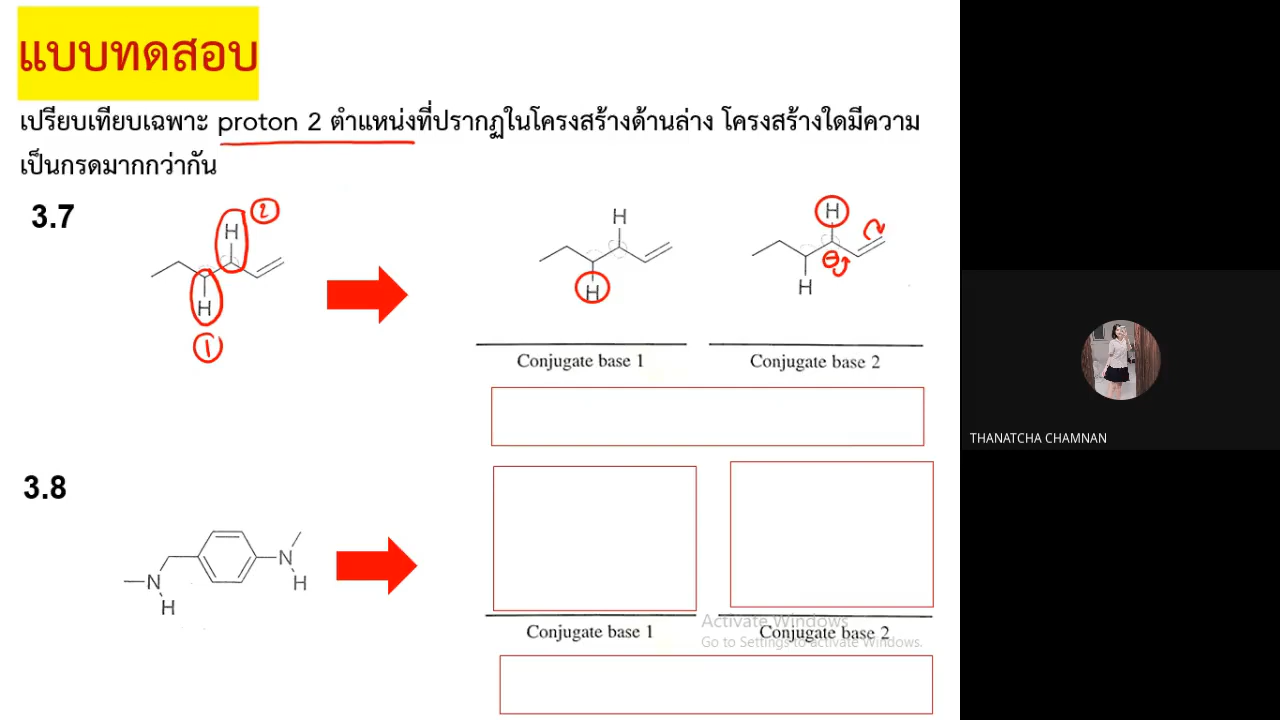 แบบทดสอบ
เปรียบเทียบเฉพาะ proton 2 ตำแหน่งที่ปรากฏในโครงสร้างด้านล่าง โครงสร้างใดมีความ
เป็นกรดมากกว่ากัน
3.7
H
2
H
1
H
H
H
H
Θ
Conjugate base 1
Conjugate base 2
THANATCHA CHAMNAN
3.8
N
H
N
H
Conjugate base 1
Conjugate base 2
Activate Windows
Go to Settings to activate Windows.